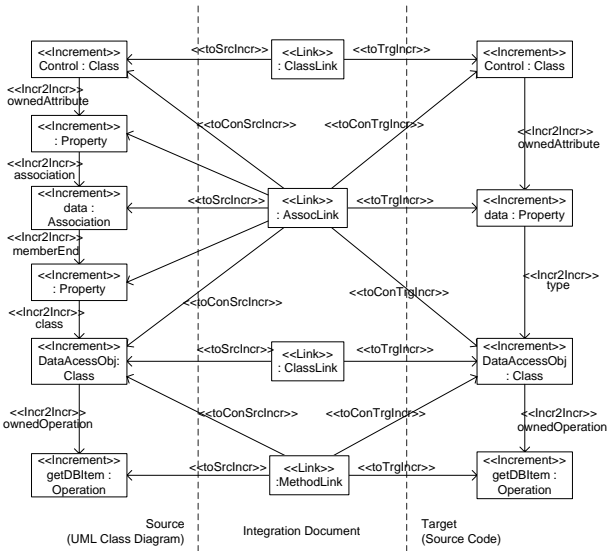 <<Increment>>
Control : Class
<<toSrcIncr>>
<<Link>>
: ClassLink
<<toTrgIncr>>
<<Increment>>
Control : Class
<<Incr2Incr>>
ownedAttribute
<<Increment>>
: Property
<<toConSrcIncr>>
<<toConTrgIncr>>
<<Incr2Incr>>
ownedAttribute
<<Incr2Incr>>
association
<<Increment>>
data :
Association
<<toSrcIncr>>
<<Link>>
: AssocLink
<<toTrgIncr>>
<<Increment>>
data : Property
<<Incr2Incr>>
memberEnd
<<Increment>>
: Property
<<toConSrcIncr>>
<<toConTrgIncr>>
<<Incr2Incr>>
type
<<Incr2Incr>>
class
<<Increment>>
DataAcessObj:
Class
<<toSrcIncr>>
<<Link>>
: ClassLink
<<toTrgIncr>>
<<Increment>>
DataAccessObj
: Class
<<Incr2Incr>>
ownedOperation
<<toConSrcIncr>>
<<toConTrgIncr>>
<<Incr2Incr>>
ownedOperation
<<Increment>>
getDBItem :
Operation
<<toSrcIncr>>
<<Link>>
:MethodLink
<<toTrgIncr>>
<<Increment>>
getDBItem :
Operation
Source
(UML Class Diagram)
Integration Document
Target
(Source Code)